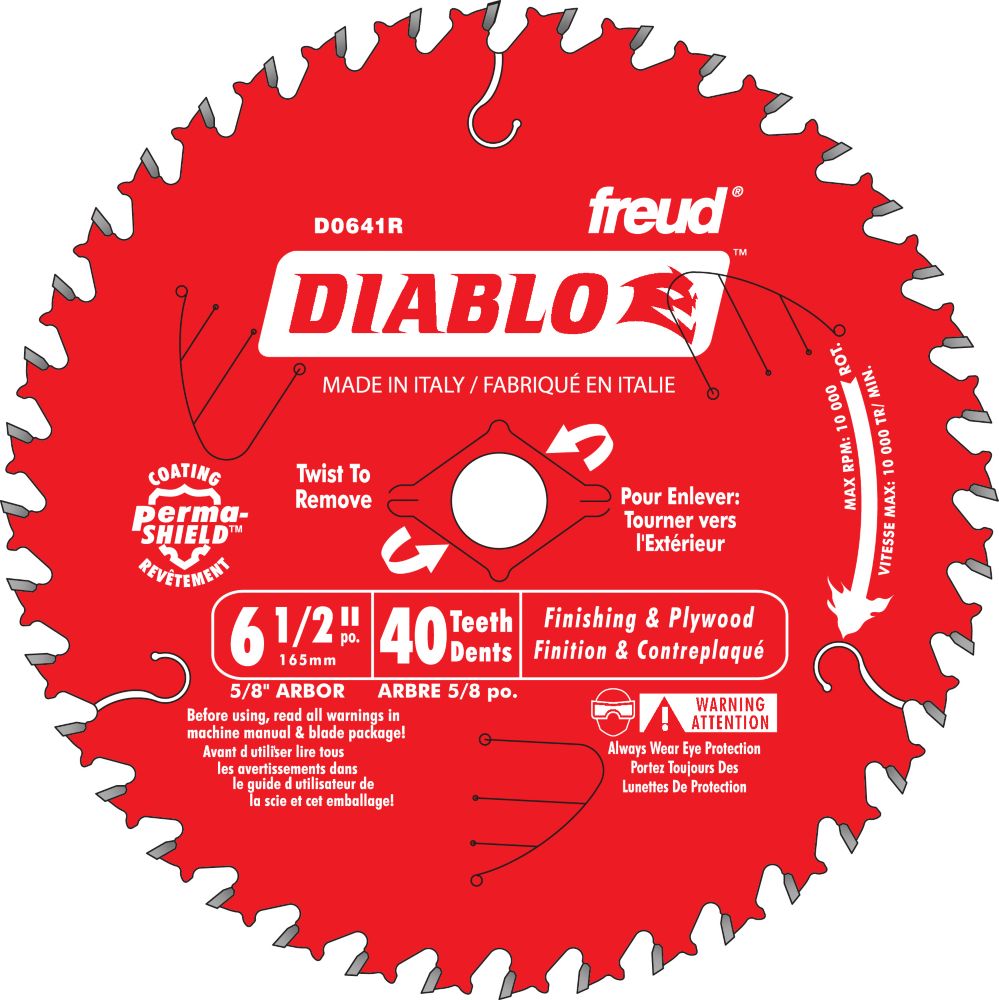 freud®
D0641R
DIABLO™
MADE IN ITALY / FABRIQUÉ EN ITALIE
MAX RPM: 10 000 ROT.
VITESSE MAX: 10 000 TR/ MIN.
COATING
perma-
SHIELD™
REVÊTEMENT
Twist To
Remove
Pour Enlever:
Tourner vers
l'Extérieur
6 1/2" po.
165mm
40 Teeth
Dents
Finishing & Plywood
Finition & Contreplaqué
5/8" ARBOR
ARBRE 5/8 po.
Before using, read all warnings in
machine manual & blade package!
Avant d utiliser lire tous
les avertissements dans
le guide d utilisateur de
la scie et cet emballage!
WARNING
ATTENTION
Always Wear Eye Protection
Portez Toujours Des
Lunettes De Protection